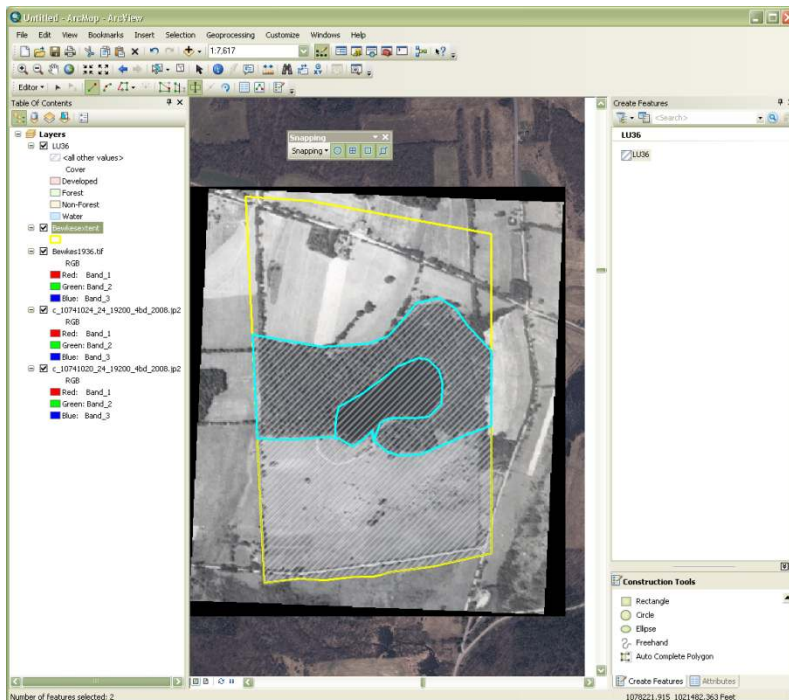 Untitled - ArcMap - ArcView
File Edit View Bookmarks Insert Selection Geoprocessing Customize Windows Help
1:7,617
Editor
Table Of Contents
Layers
LU36
<all other values>
Cover
Developed
Forest
Non-Forest
Water
Bewkesextent
Bewkes1936.tif
RGB
Red: Band_1
Green: Band_2
Blue: Band_3
c_10741024_24_19200_4bd_2008.jp2
RGB
Red: Band_1
Green: Band_2
Blue: Band_3
c_10741020_24_19200_4bd_2008.jp2
RGB
Red: Band_1
Green: Band_2
Blue: Band_3
Snapping
Snapping
Create Features
<Search>
LU36
LU36
Construction Tools
Rectangle
Circle
Ellipse
Freehand
Auto Complete Polygon
Create Features Attributes
Number of features selected: 2
1078221.915 1021482.363 Feet